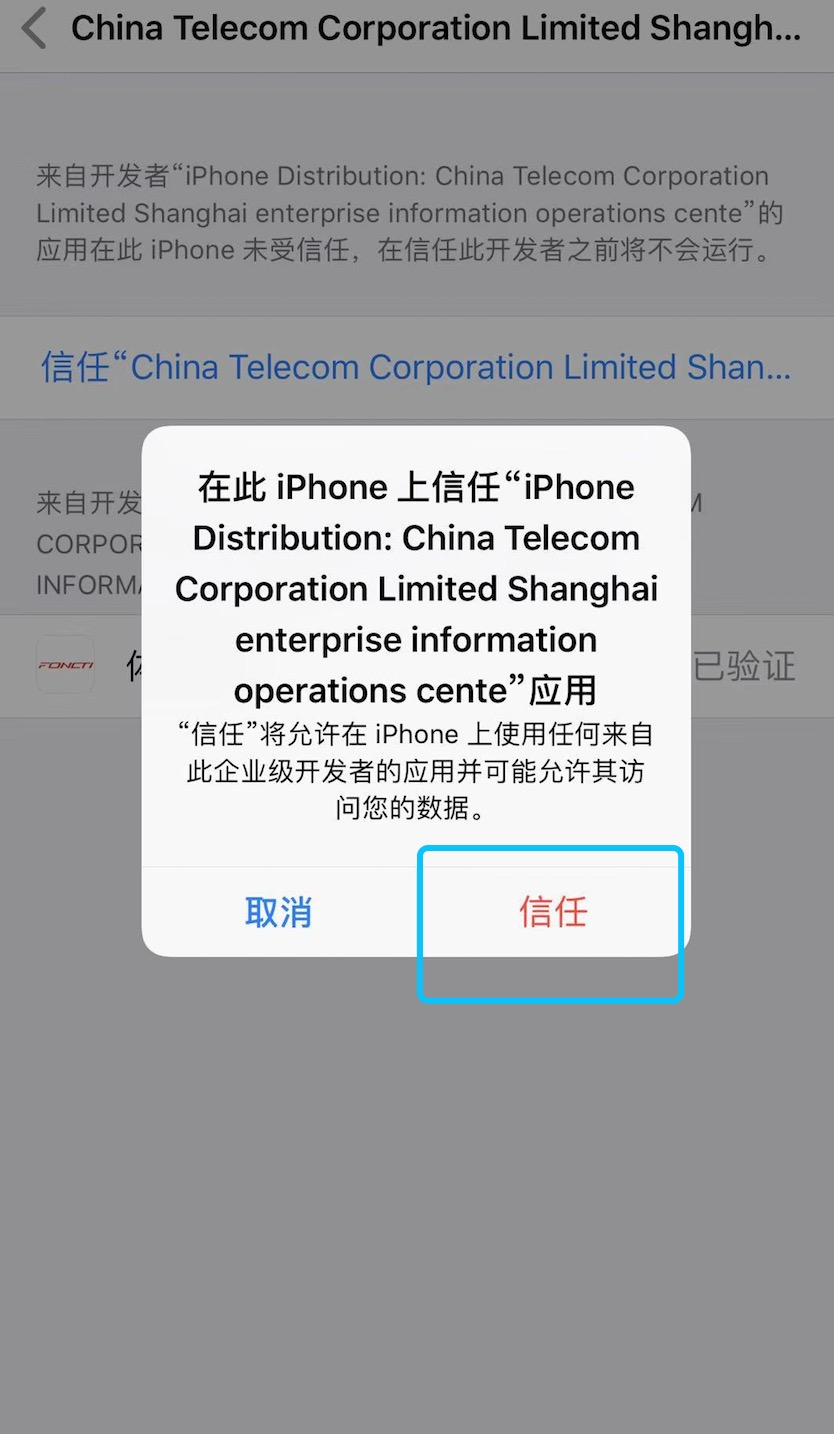 China Telecom Corporation Limited Shangh...
来自开发者“iPhone Distribution: China Telecom Corporation
Limited Shanghai enterprise information operations cente”的
应用在此 iPhone 未受信任，在信任此开发者之前将不会运行。
信任“China Telecom Corporation Limited Shan...
在此 iPhone 上信任“iPhone
Distribution: China Telecom
Corporation Limited Shanghai
enterprise information
operations cente”应用
“信任”将允许在 iPhone 上使用任何来自
此企业级开发者的应用并可能允许其访
问您的数据。
取消
信任
来自开发
CORPOR
INFORMA
FONCTI
已验证